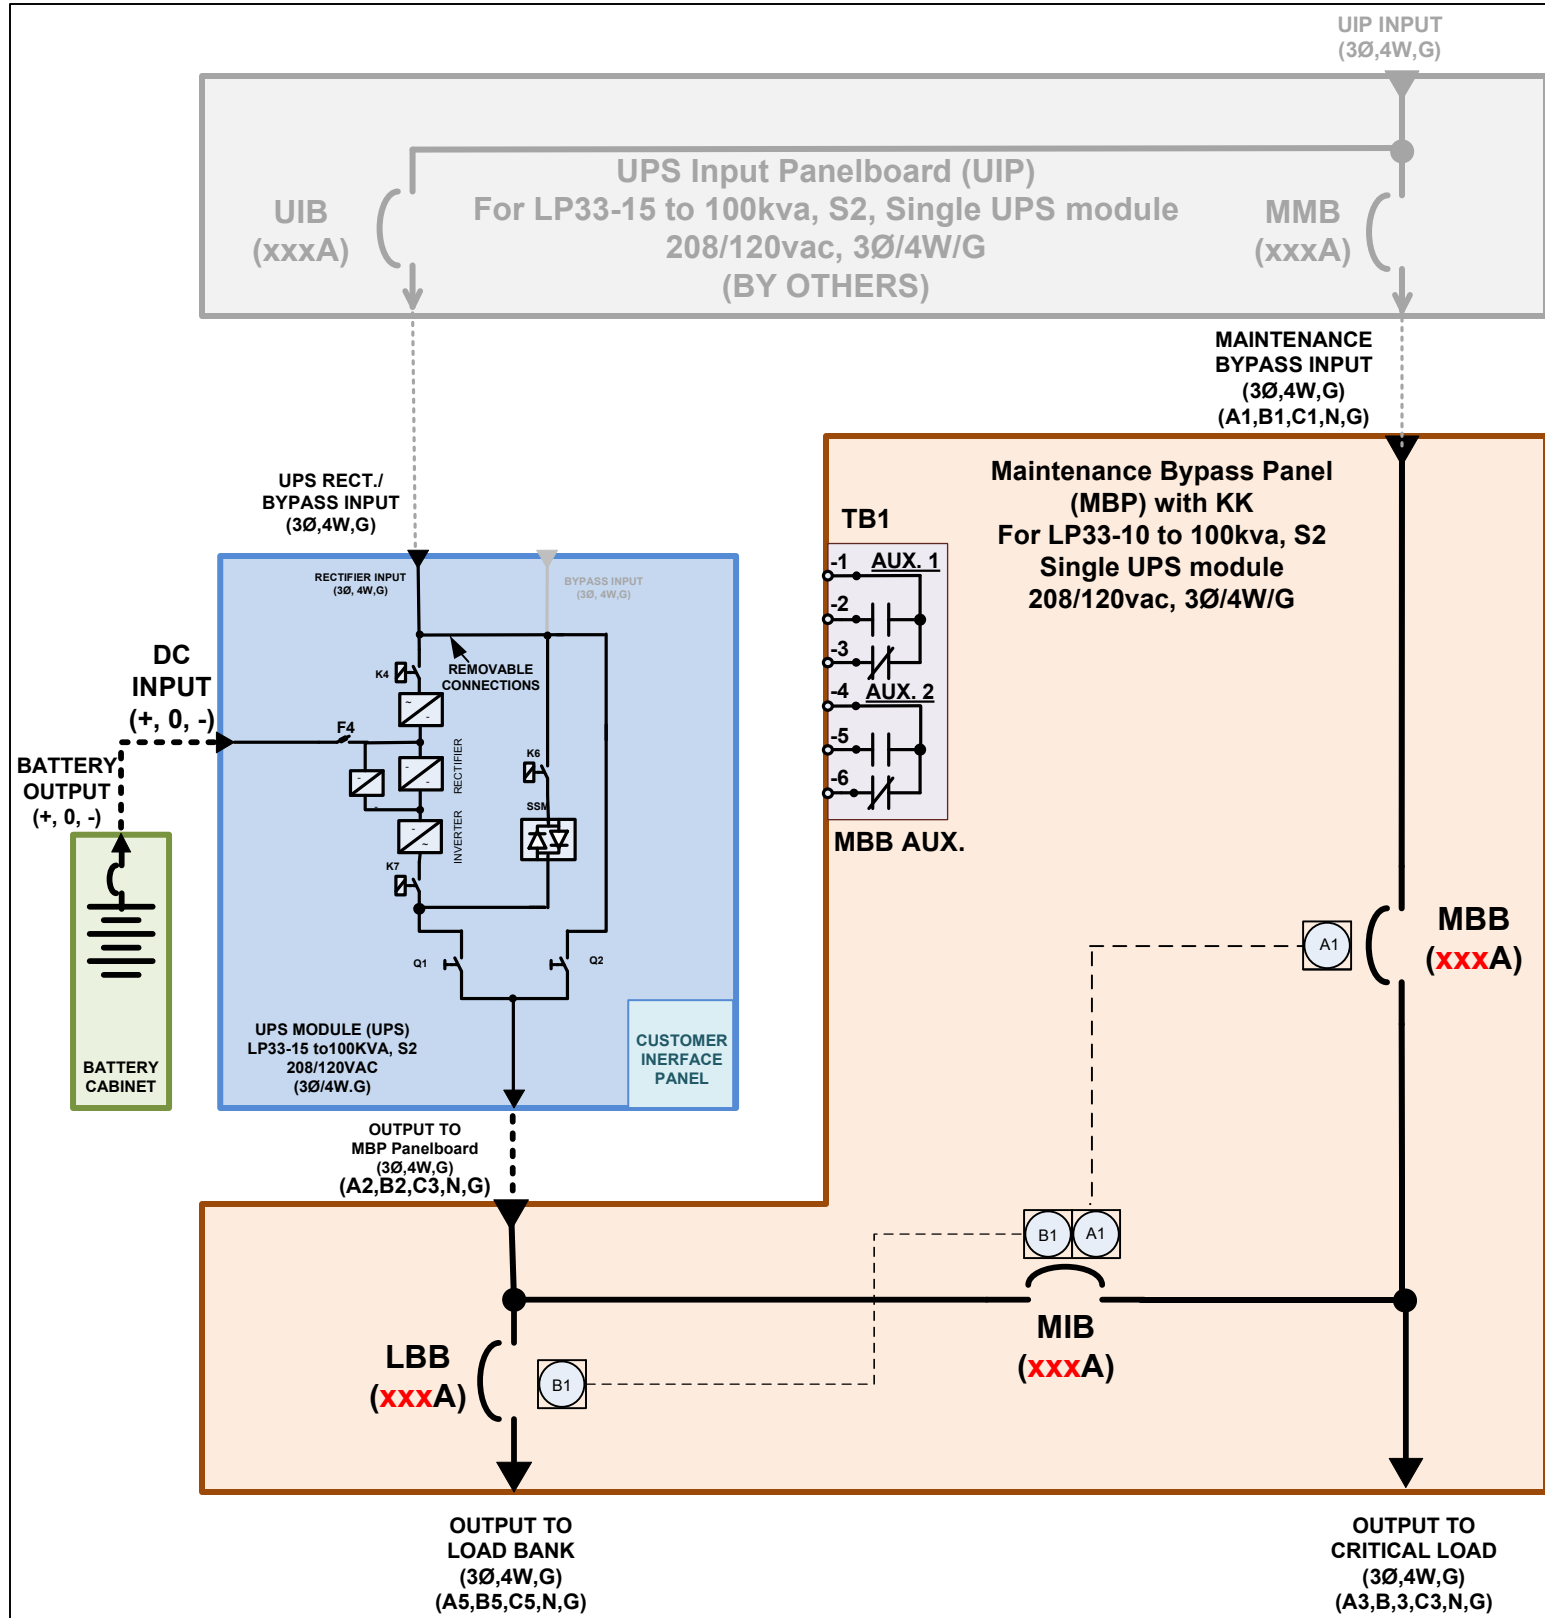 UIP INPUT
(3Ø,4W,G)
UPS Input Panelboard (UIP)
For LP33-15 to 100kva, S2, Single UPS module
208/120vac, 3Ø/4W/G
(BY OTHERS)
UIB
(xxxA)
MMB
(xxxA)
MAINTENANCE
BYPASS INPUT
(3Ø,4W,G)
(A1,B1,C1,N,G)
UPS RECT./
BYPASS INPUT
(3Ø,4W,G)
Maintenance Bypass Panel
(MBP) with KK
For LP33-10 to 100kva, S2
Single UPS module
208/120vac, 3Ø/4W/G
TB1
-1 AUX. 1
-2
-3
-4 AUX. 2
-5
-6
MBB AUX.
RECTIFIER INPUT
(3Ø, 4W,G)
BYPASS INPUT
(3Ø, 4W,G)
REMOVABLE
CONNECTIONS
K4
DC
INPUT
(+, 0, -)
F4
RECTIFIER
K6
BATTERY
OUTPUT
(+, 0, -)
SSM
INVERTER
K7
Q1
Q2
MBB
(xxxA)
A1
UPS MODULE (UPS)
LP33-15 to100KVA, S2
208/120VAC
(3Ø/4W.G)
CUSTOMER
INERFACE
PANEL
BATTERY
CABINET
OUTPUT TO
MBP Panelboard
(3Ø,4W,G)
(A2,B2,C3,N,G)
B1 A1
MIB
(xxxA)
LBB
(xxxA)
B1
OUTPUT TO
LOAD BANK
(3Ø,4W,G)
(A5,B5,C5,N,G)
OUTPUT TO
CRITICAL LOAD
(3Ø,4W,G)
(A3,B,3,C3,N,G)